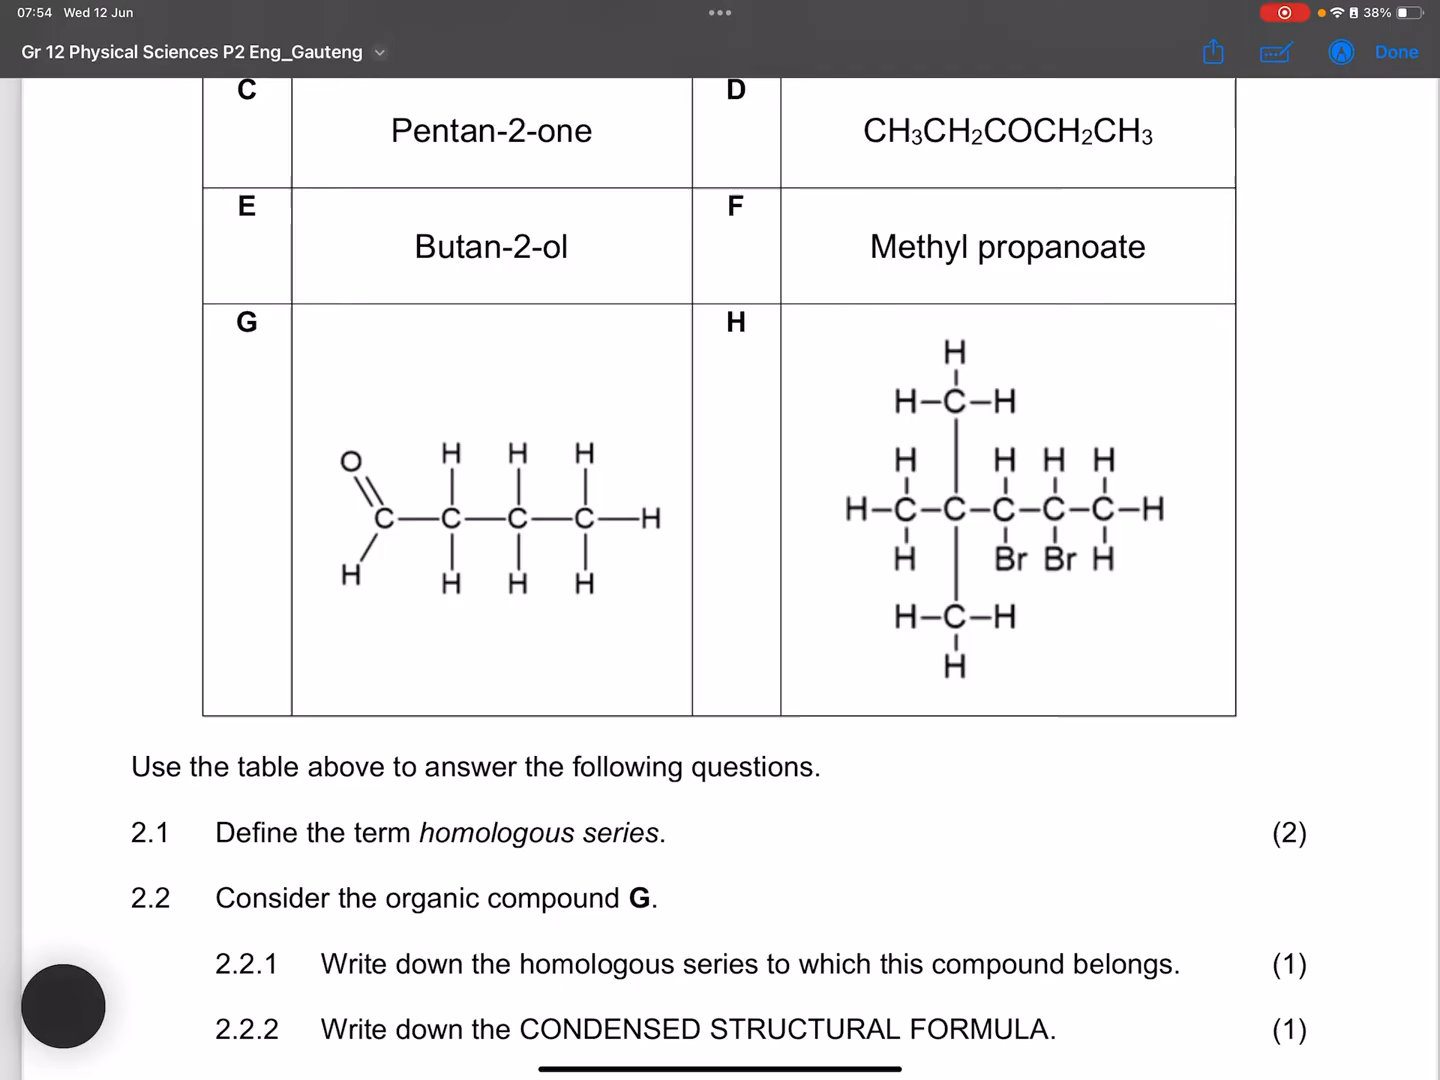 07:54 Wed 12 Jun
38%
Gr 12 Physical Sciences P2 Eng_Gauteng
Done
C
Pentan-2-one
D
CH₃CH₂COCH₂CH₃
E
Butan-2-ol
F
Methyl propanoate
G
O H H H
C C C C H
H H H H
H
H
H-C-H
H H H H
H-C-C-C-C-C-H
H Br Br H
H-C-H
H
Use the table above to answer the following questions.
2.1 Define the term homologous series. (2)
2.2 Consider the organic compound G.
2.2.1 Write down the homologous series to which this compound belongs. (1)
2.2.2 Write down the CONDENSED STRUCTURAL FORMULA. (1)